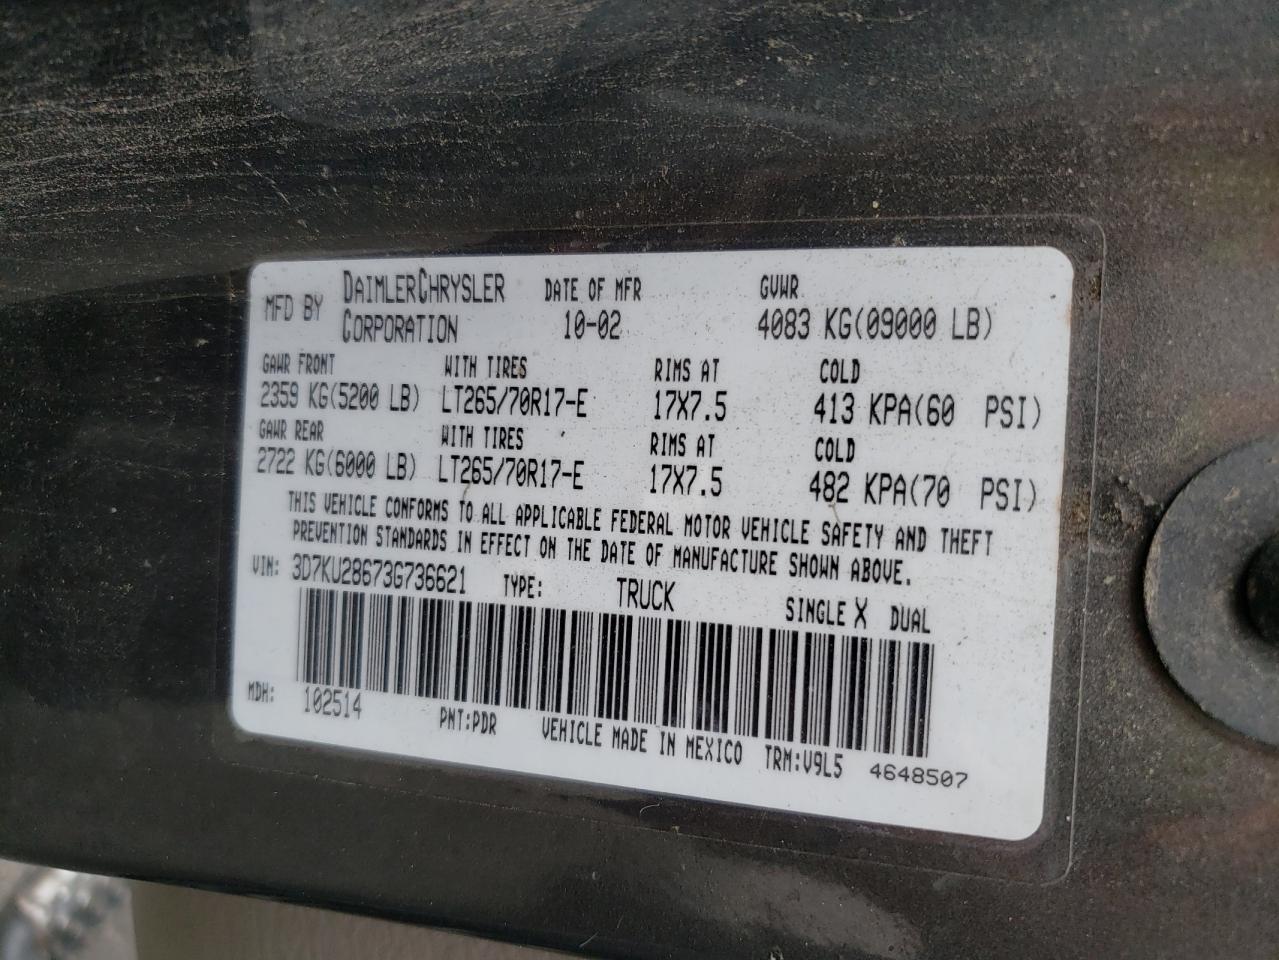 MFD BY DAIMLERCHRYSLER CORPORATION DATE OF MFR 10-02 GVWR 4083 KG(09000 LB)
GAWR FRONT WITH TIRES RIMS AT COLD
2359 KG(5200 LB) LT265/70R17-E 17X7.5 413 KPA(60 PSI)
GAWR REAR WITH TIRES RIMS AT COLD
2722 KG(6000 LB) LT265/70R17-E 17X7.5 482 KPA(70 PSI)
THIS VEHICLE CONFORMS TO ALL APPLICABLE FEDERAL MOTOR VEHICLE SAFETY AND THEFT
PREVENTION STANDARDS IN EFFECT ON THE DATE OF MANUFACTURE SHOWN ABOVE.
VIN: 3D7KU28673G736621 TYPE: TRUCK SINGLE X DUAL
MDH: 102514 PNT:PDR VEHICLE MADE IN MEXICO TRM:V9L5 4648507